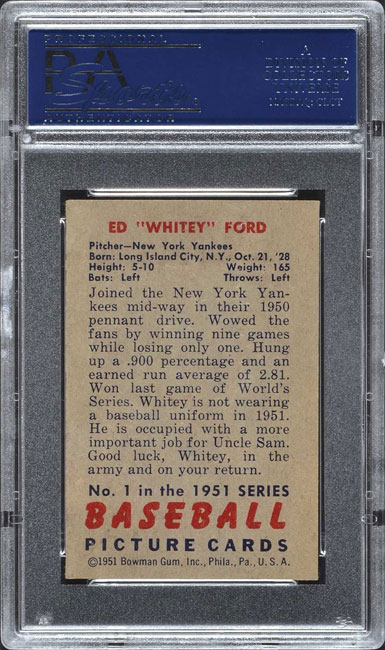 PSA
A
DIVISION OF
COLLECTORS
UNIVERSE
ED "WHITEY" FORD
Pitcher—New York Yankees
Born: Long Island City, N.Y., Oct. 21, '28
Height: 5-10 Weight: 165
Bats: Left Throws: Left
Joined the New York Yan-
kees mid-way in their 1950
pennant drive. Wowed the
fans by winning nine games
while losing only one. Hung
up a .900 percentage and an
earned run average of 2.81.
Won last game of World's
Series. Whitey is not wearing
a baseball uniform in 1951.
He is occupied with a more
important job for Uncle Sam.
Good luck, Whitey, in the
army and on your return.
No. 1 in the 1951 SERIES
BASEBALL
PICTURE CARDS
©1951 Bowman Gum, Inc., Phila., Pa., U. S. A.